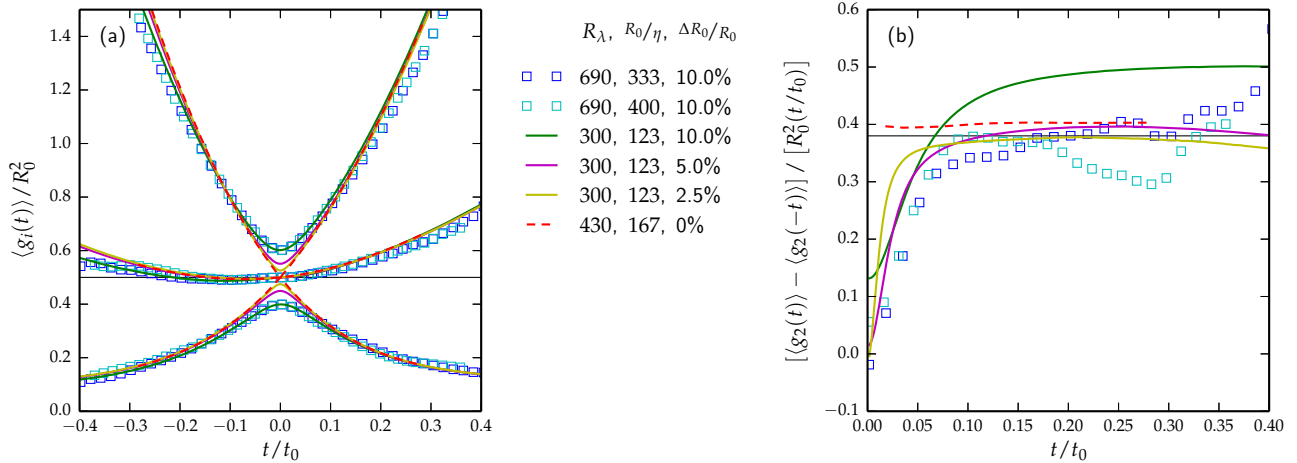 (a)
⟨g_i(t)⟩/R_0^2
1.4
1.2
1.0
0.8
0.6
0.4
0.2
0.0
−0.4 −0.3 −0.2 −0.1 0.0 0.1 0.2 0.3 0.4
t/t_0
R_λ, R_0/η, ΔR_0/R_0
690, 333, 10.0%
690, 400, 10.0%
300, 123, 10.0%
300, 123, 5.0%
300, 123, 2.5%
430, 167, 0%
(b)
[⟨g_2(t)⟩ − ⟨g_2(−t)⟩] / [R_0^2(t/t_0)]
0.6
0.5
0.4
0.3
0.2
0.1
0.0
−0.1
0.00 0.05 0.10 0.15 0.20 0.25 0.30 0.35 0.40
t/t_0